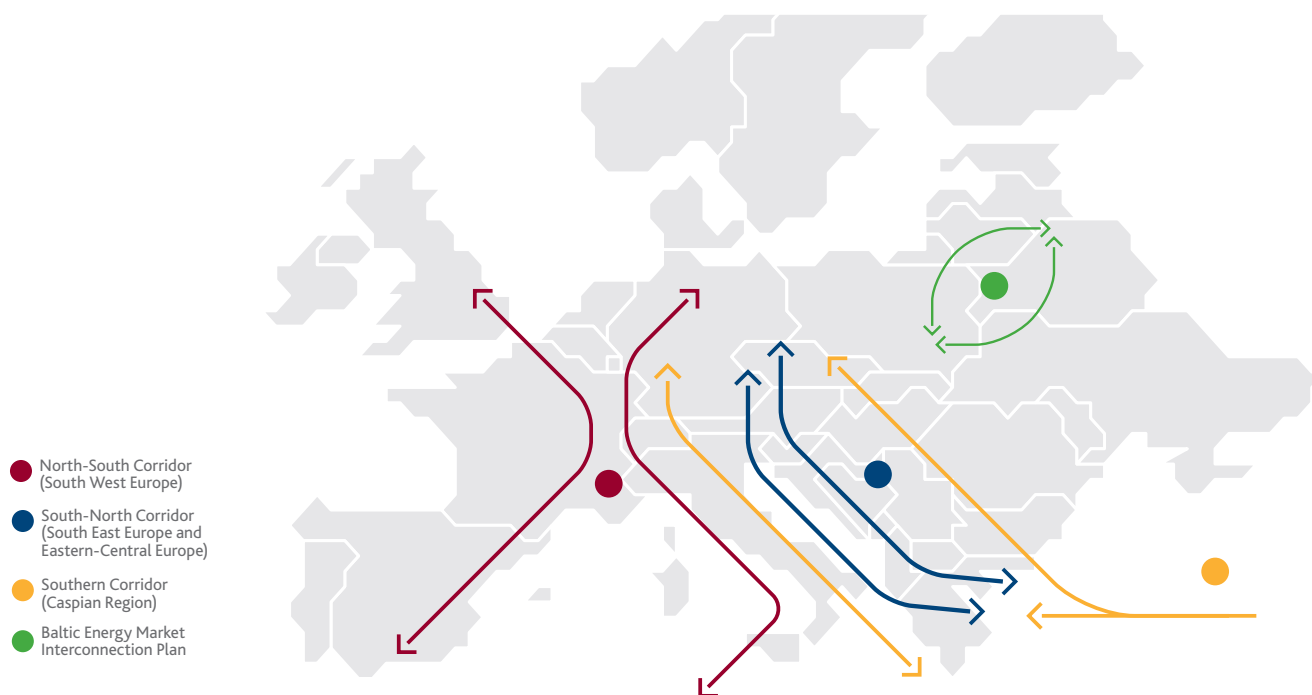 North-South Corridor
(South West Europe)
South-North Corridor
(South East Europe and
Eastern-Central Europe)
Southern Corridor
(Caspian Region)
Baltic Energy Market
Interconnection Plan